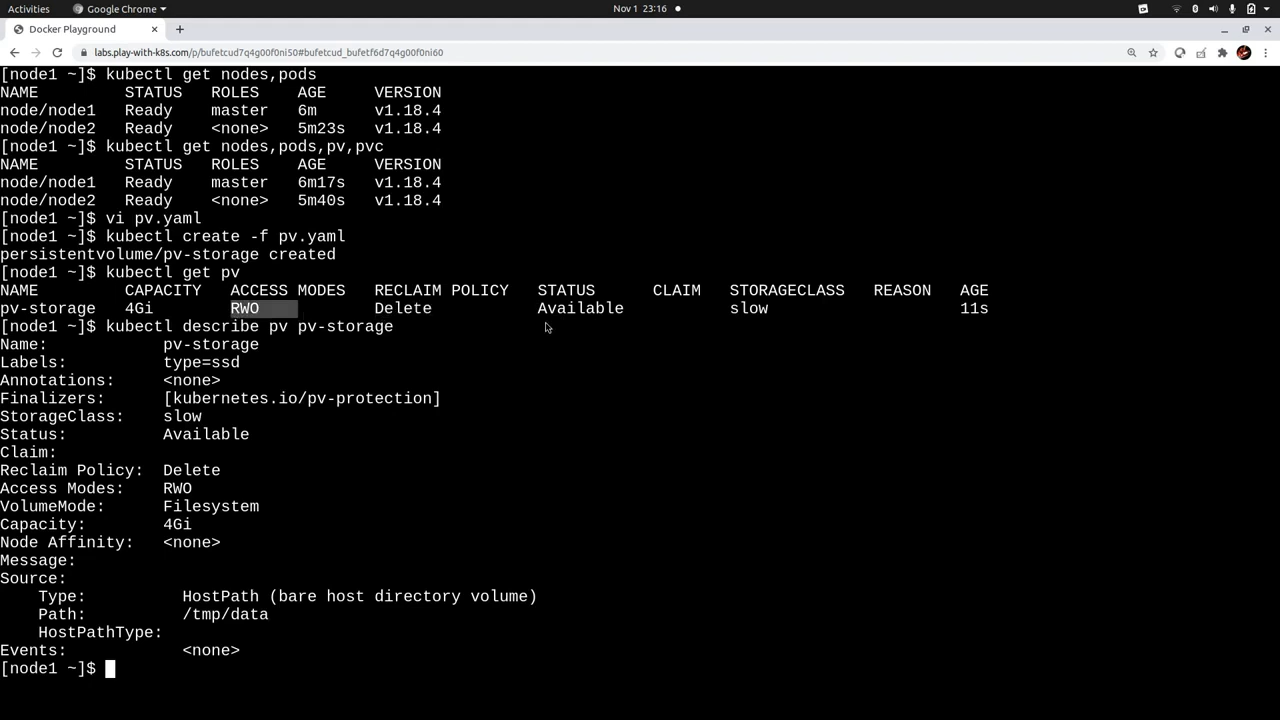 Activities Google Chrome Nov 1 23:16
Docker Playground
labs.play-with-k8s.com/p/bufetcud7q4g00f0ni50#bufetcud_bufetf6d7q4g00f0ni60
[node1 ~]$ kubectl get nodes,pods
NAME STATUS ROLES AGE VERSION
node/node1 Ready master 6m v1.18.4
node/node2 Ready <none> 5m23s v1.18.4
[node1 ~]$ kubectl get nodes,pods,pv,pvc
NAME STATUS ROLES AGE VERSION
node/node1 Ready master 6m17s v1.18.4
node/node2 Ready <none> 5m40s v1.18.4
[node1 ~]$ vi pv.yaml
[node1 ~]$ kubectl create -f pv.yaml
persistentvolume/pv-storage created
[node1 ~]$ kubectl get pv
NAME CAPACITY ACCESS MODES RECLAIM POLICY STATUS CLAIM STORAGECLASS REASON AGE
pv-storage 4Gi RWO Delete Available slow 11s
[node1 ~]$ kubectl describe pv pv-storage
Name: pv-storage
Labels: type=ssd
Annotations: <none>
Finalizers: [kubernetes.io/pv-protection]
StorageClass: slow
Status: Available
Claim:
Reclaim Policy: Delete
Access Modes: RWO
VolumeMode: Filesystem
Capacity: 4Gi
Node Affinity: <none>
Message:
Source:
Type: HostPath (bare host directory volume)
Path: /tmp/data
HostPathType:
Events: <none>
[node1 ~]$